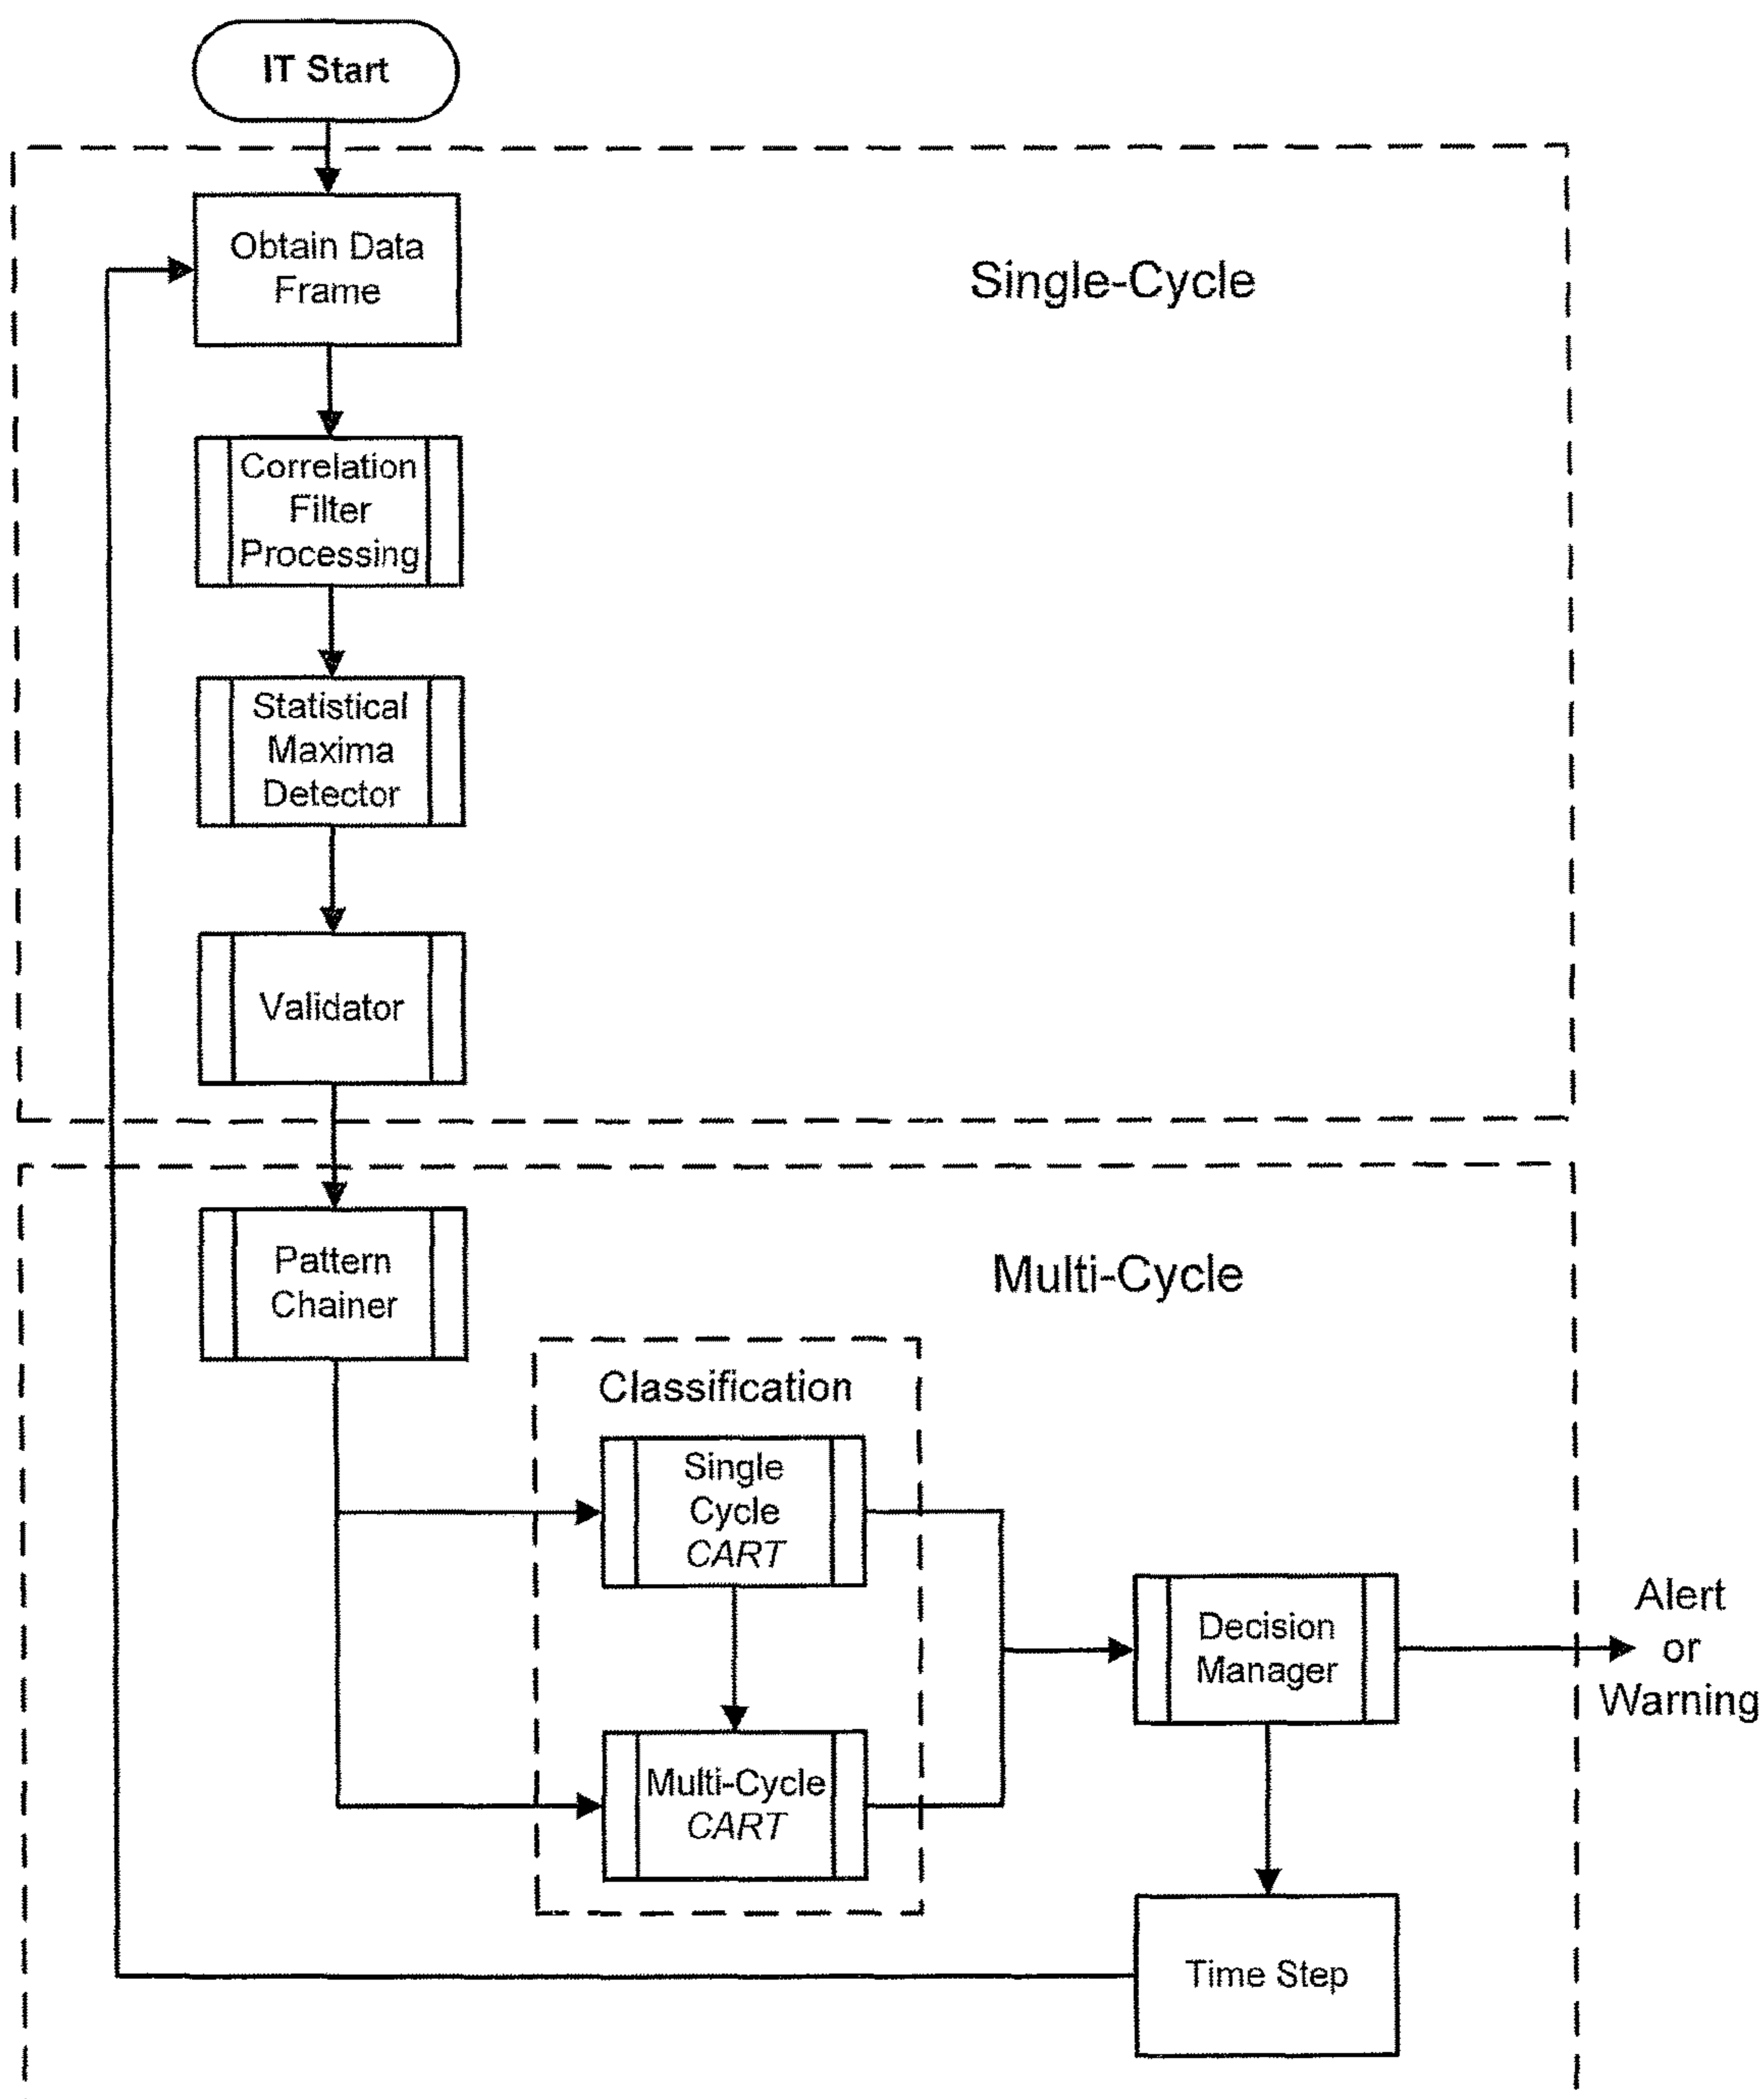 IT Start
Obtain Data
Frame
Single-Cycle
Correlation
Filter
Processing
Statistical
Maxima
Detector
Validator
Pattern
Chainer
Multi-Cycle
Classification
Single
Cycle
CART
Multi-Cycle
CART
Decision
Manager
Alert
or
Warning
Time Step